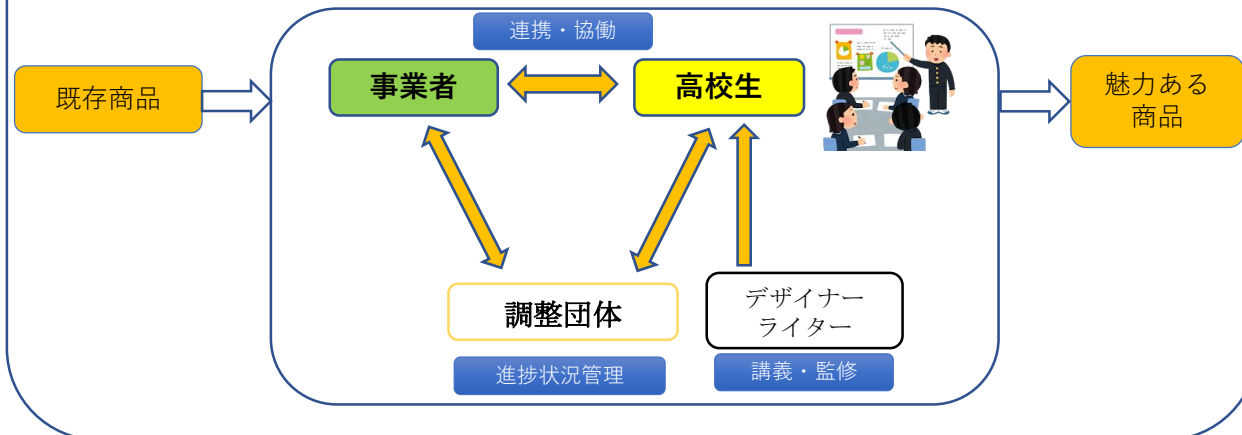 連携・協働
既存商品
事業者
高校生
魅力ある
商品
調整団体
デザイナー
ライター
進捗状況管理
講義・監修